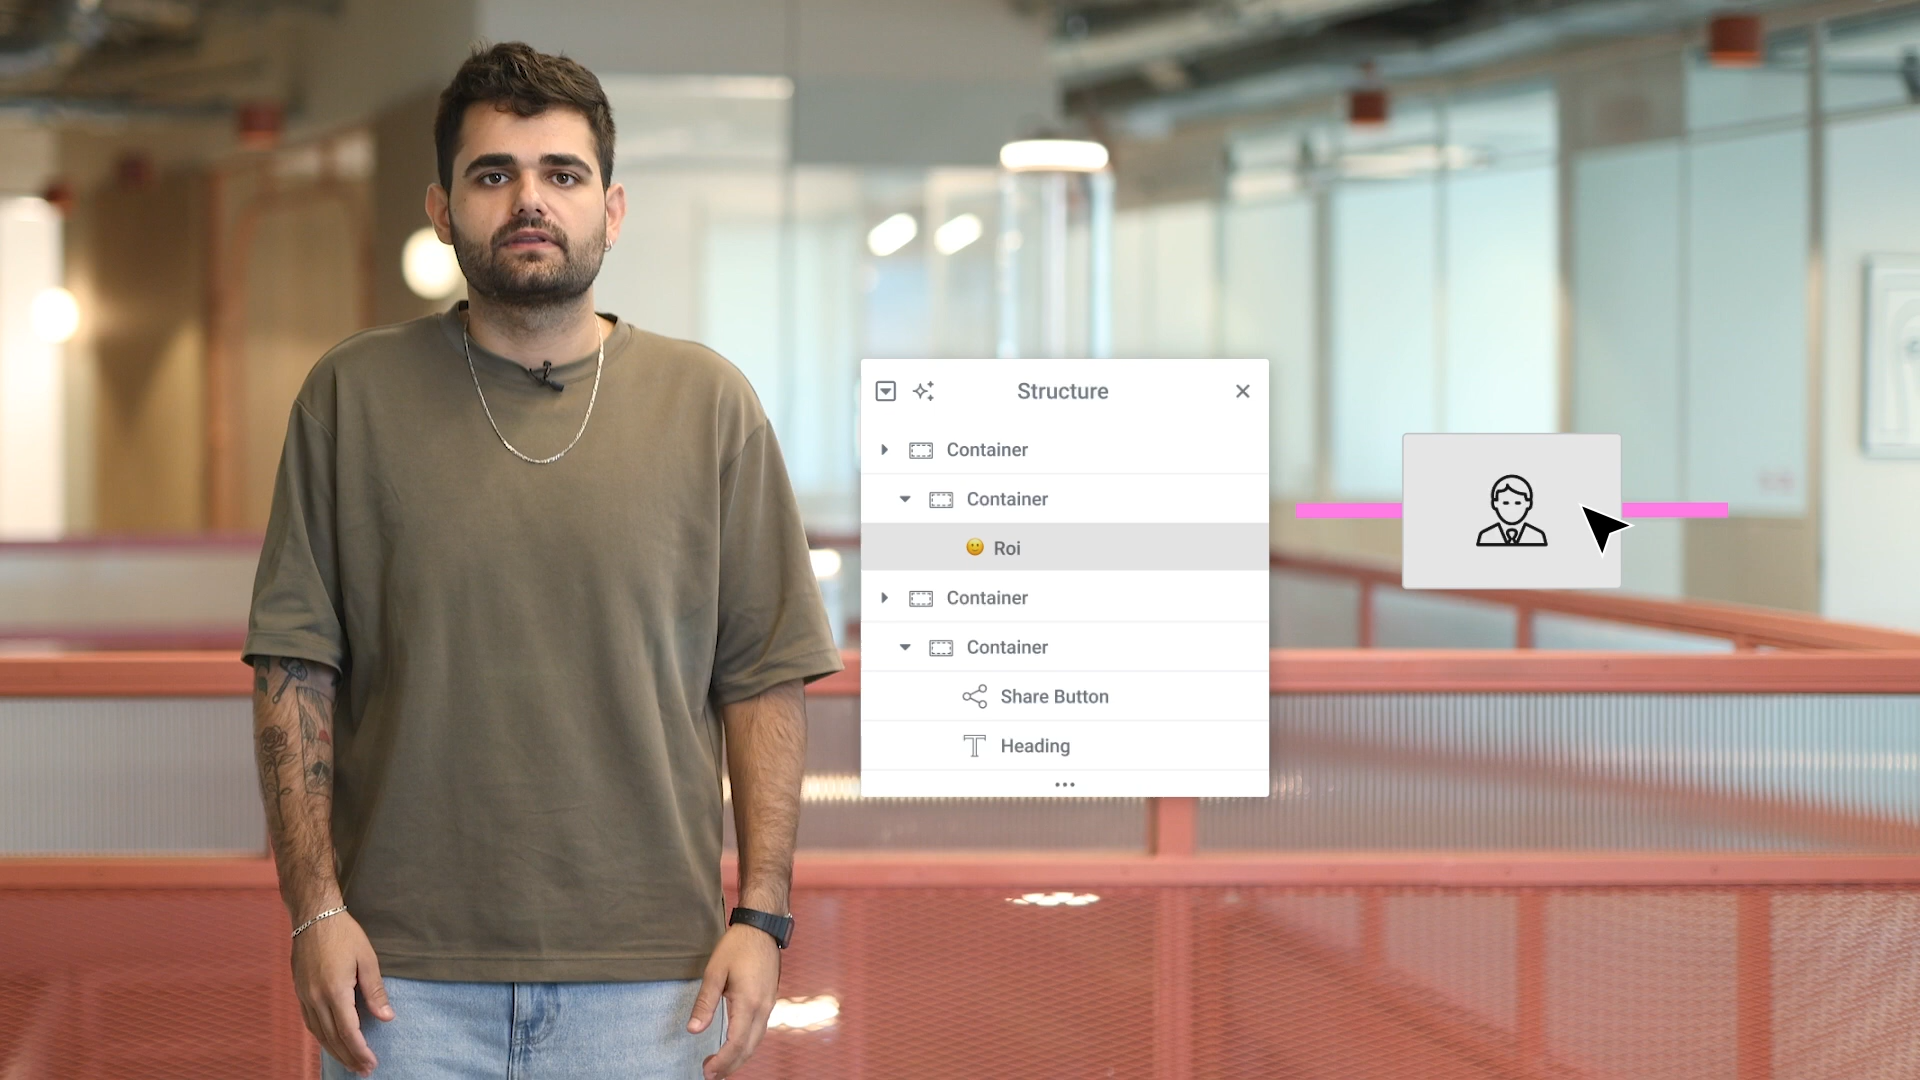 Structure
Container
Container
Roi
Container
Container
Share Button
Heading